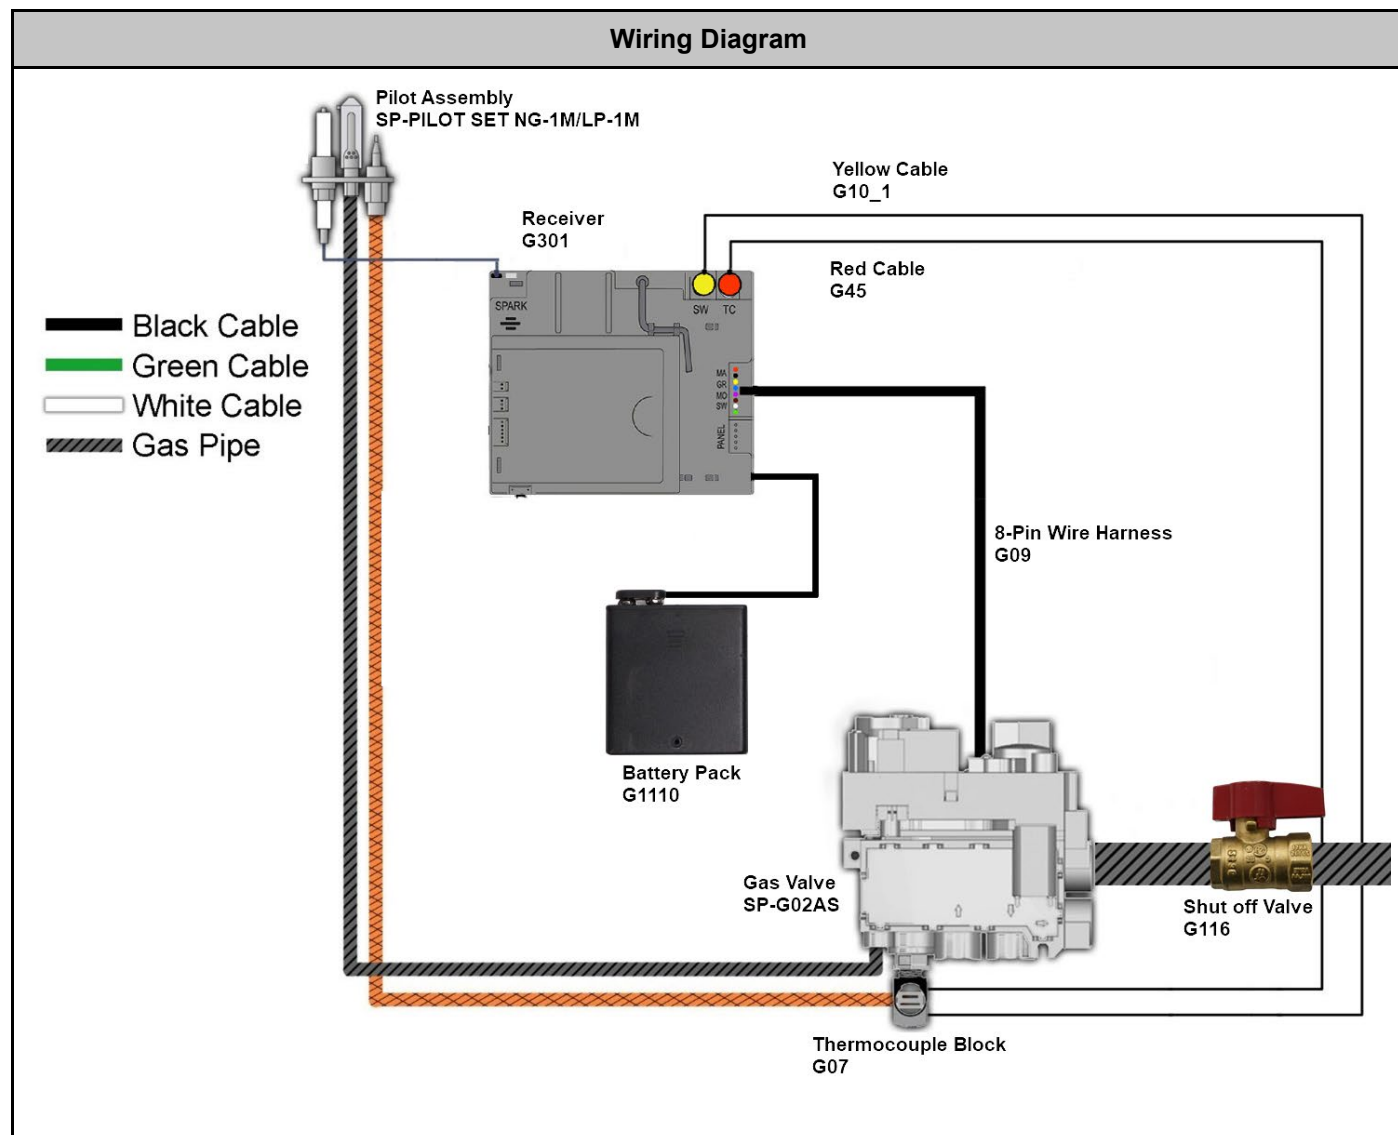 Wiring Diagram
Pilot Assembly
SP-PILOT SET NG-1M/LP-1M
Yellow Cable
G10_1
Receiver
G301
Red Cable
G45
SPARK
SW TC
Black Cable
Green Cable
White Cable
Gas Pipe
MA
GR
MO
SW
PANEL
8-Pin Wire Harness
G09
Battery Pack
G1110
Gas Valve
SP-G02AS
Shut off Valve
G116
Thermocouple Block
G07